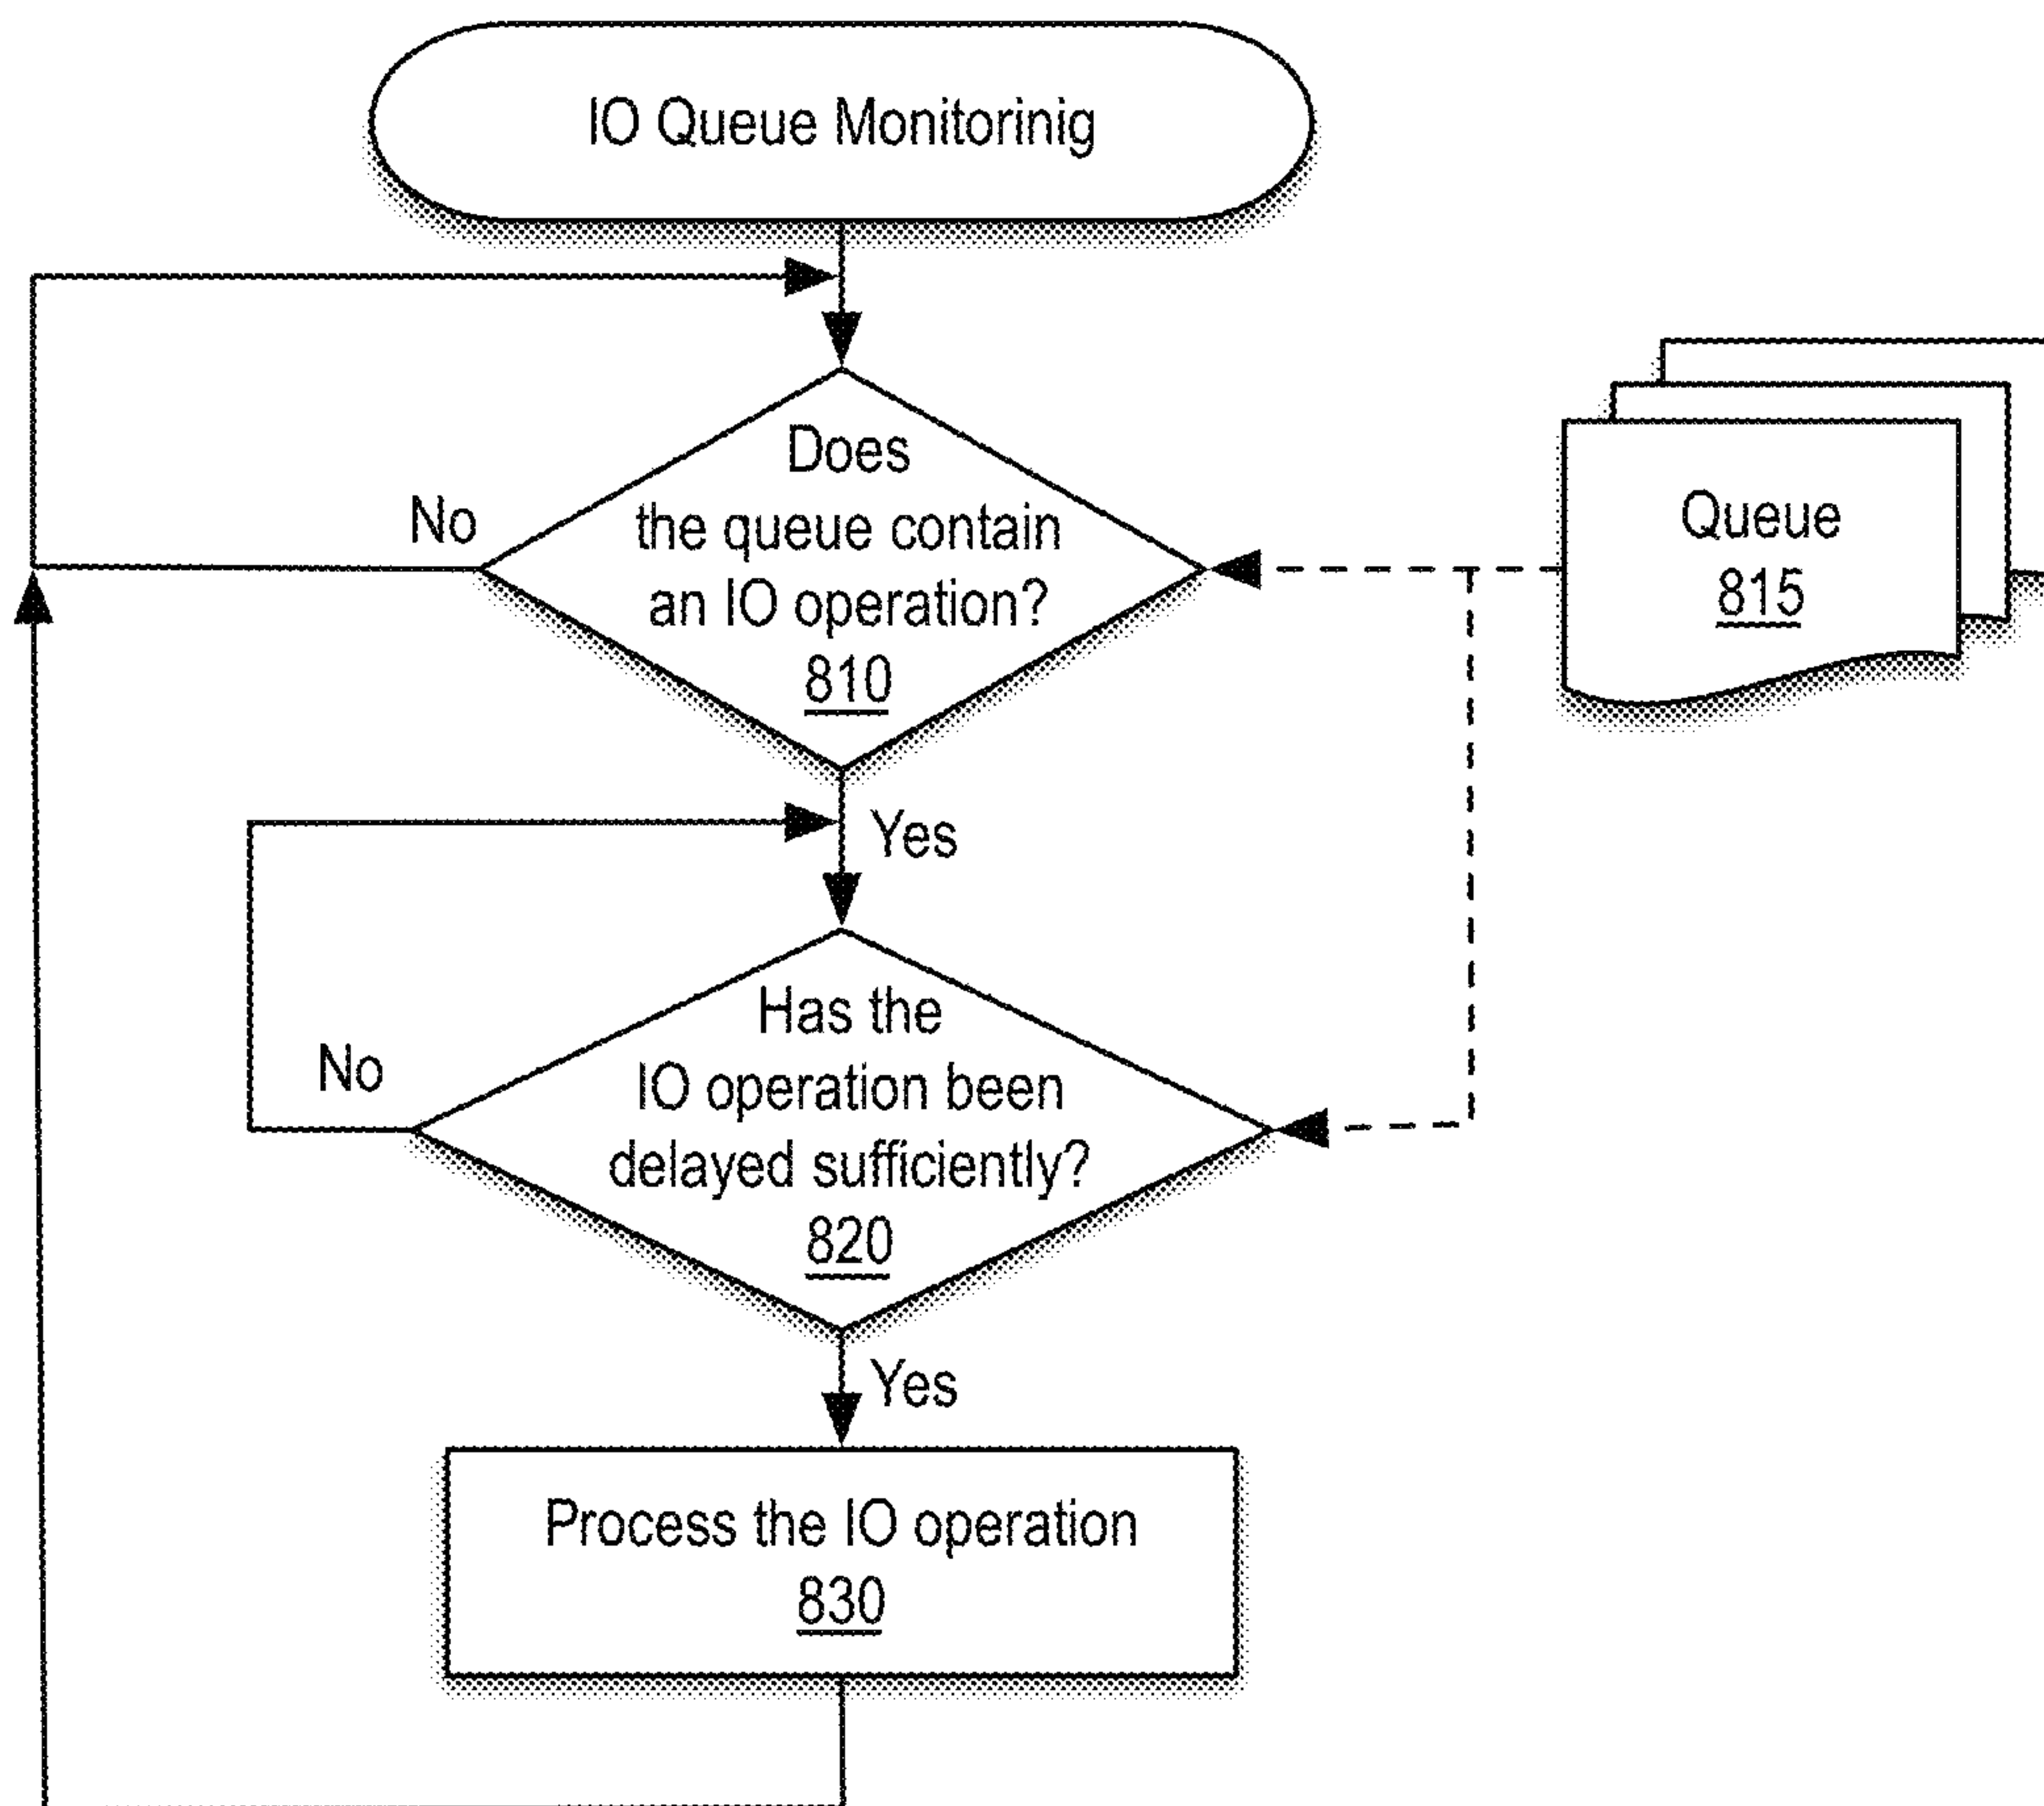 IO Queue Monitorinig
Does
the queue contain
an IO operation?
810
No
Yes
Queue
815
Has the
IO operation been
delayed sufficiently?
820
No
Yes
Process the IO operation
830